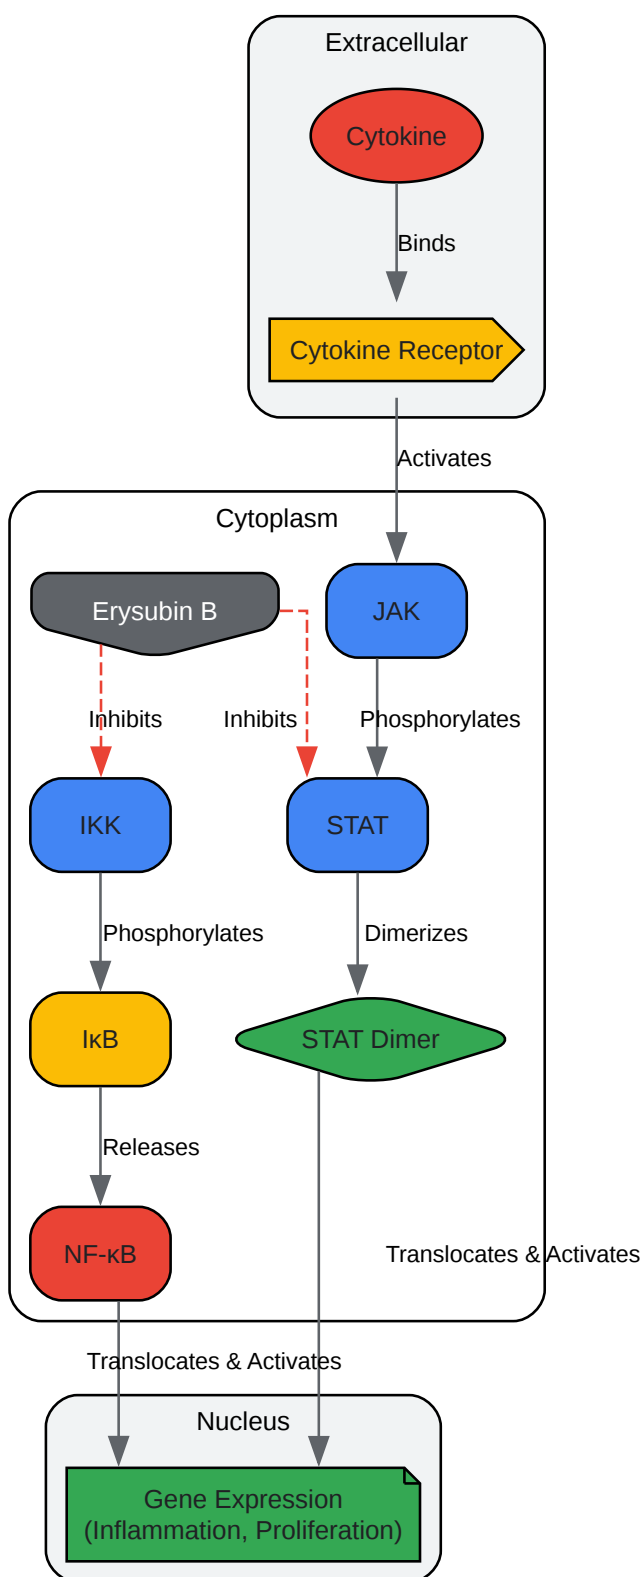 Extracellular
Cytokine
Binds
Cytokine Receptor
Activates
Cytoplasm
Erysubin B
JAK
Inhibits
Inhibits
Phosphorylates
IKK
STAT
Phosphorylates
Dimerizes
IκB
STAT Dimer
Releases
NF-κB
Translocates & Activates
Translocates & Activates
Nucleus
Gene Expression
(Inflammation, Proliferation)